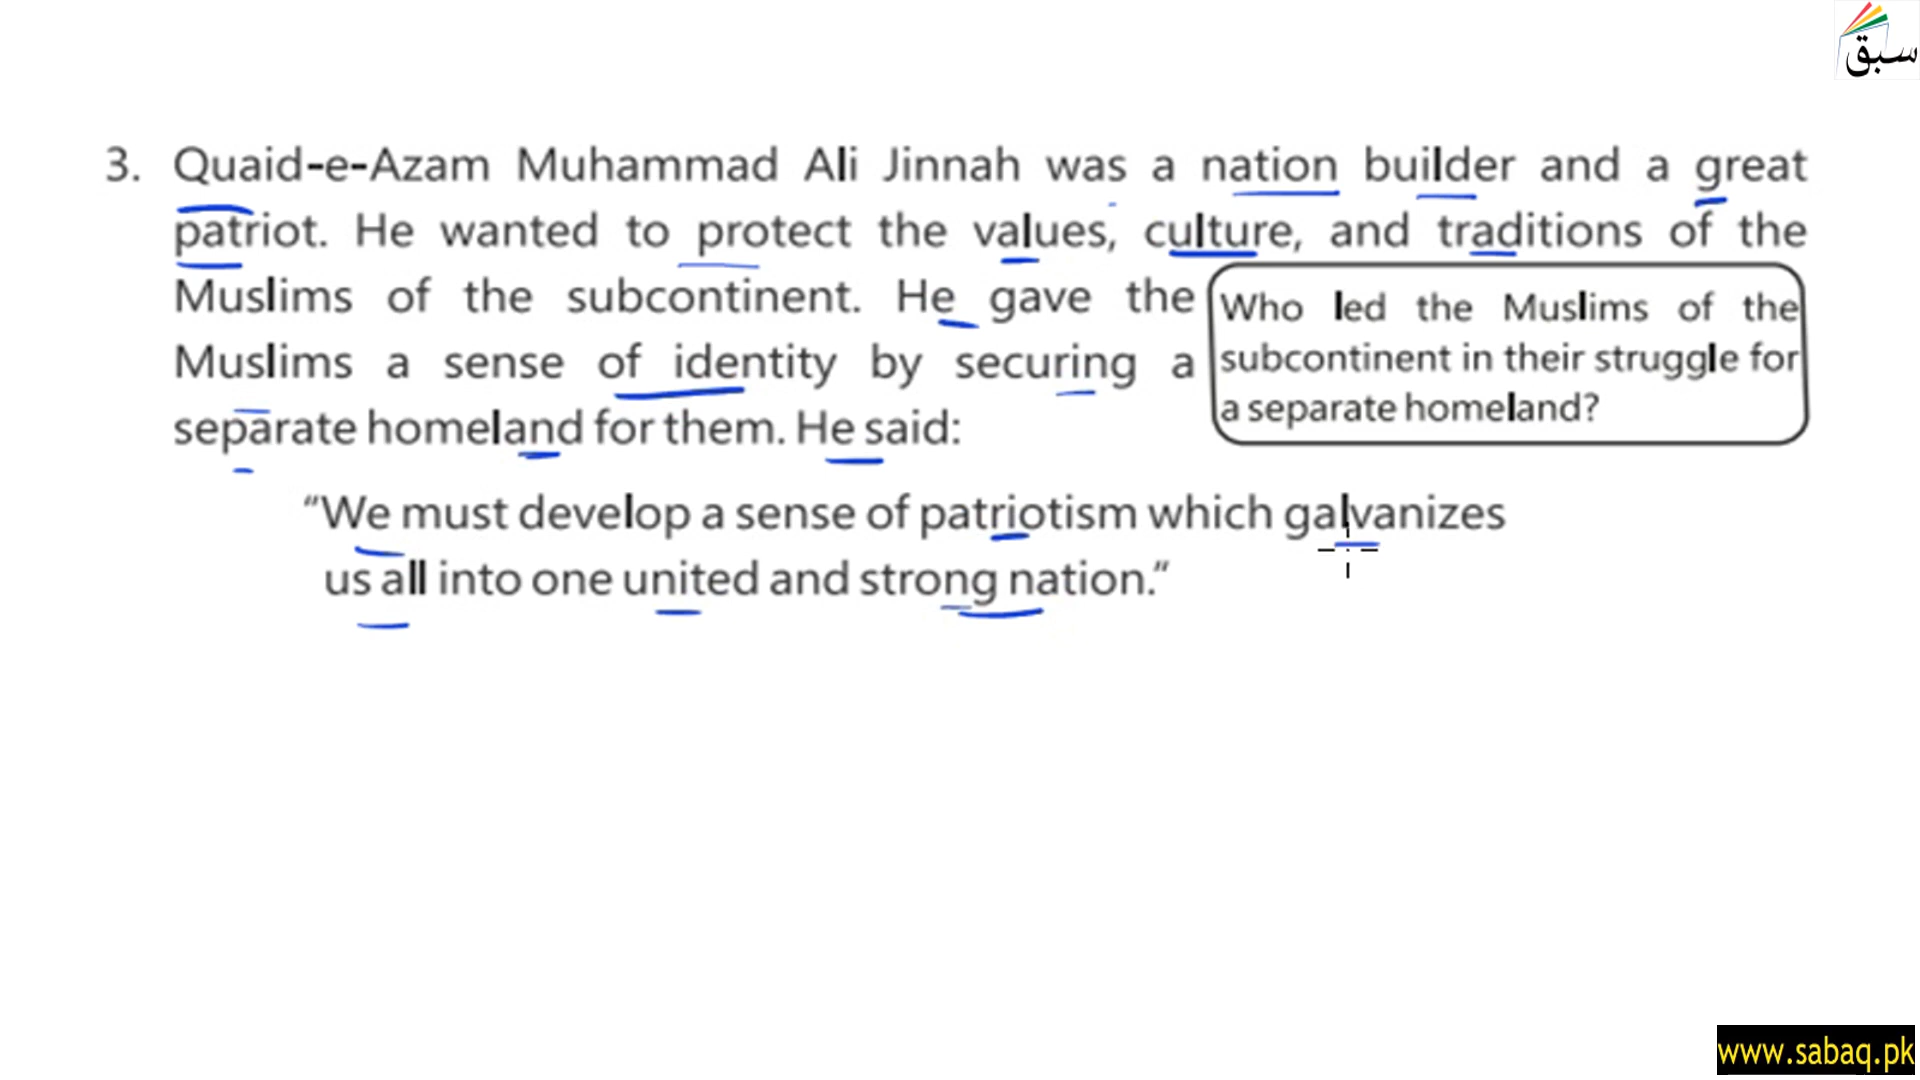 سبق
3. Quaid-e-Azam Muhammad Ali Jinnah was a nation builder and a great
patriot. He wanted to protect the values, culture, and traditions of the
Muslims of the subcontinent. He gave the
Muslims a sense of identity by securing a
separate homeland for them. He said:
Who led the Muslims of the
subcontinent in their struggle for
a separate homeland?
“We must develop a sense of patriotism which galvanizes
us all into one united and strong nation.”
www.sabaq.pk